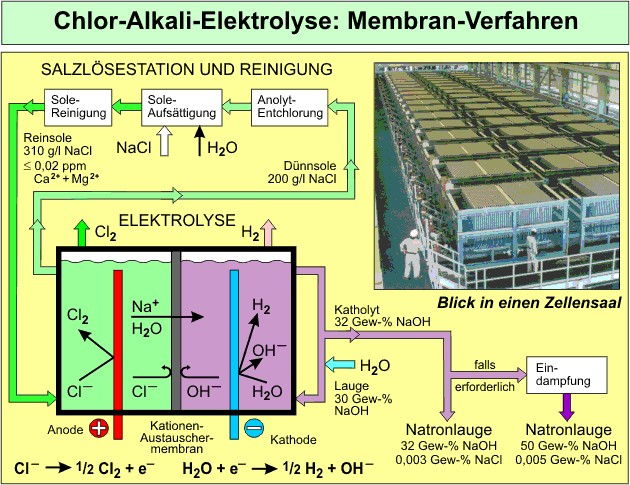 Chlor-Alkali-Elektrolyse: Membran-Verfahren
SALZLÖSESTATION UND REINIGUNG
Sole-
Reinigung
Sole-
Aufsättigung
Anolyt-
Entchlorung
Reinsole
310 g/l NaCl
≤ 0,02 ppm
Ca²⁺ + Mg²⁺
NaCl
H₂O
Dünnsole
200 g/l NaCl
ELEKTROLYSE
Cl₂
H₂
Blick in einen Zellensaal
Na⁺
H₂O
Cl₂
Cl⁻
Cl⁻
OH⁻
H₂
OH⁻
H₂O
Katholyt
32 Gew-% NaOH
H₂O
Lauge
30 Gew-%
NaOH
falls
erforderlich
Ein-
dampfung
Anode
+
Kationen-
Austauscher-
membran
−
Kathode
Natronlauge
32 Gew-% NaOH
0,003 Gew-% NaCl
Natronlauge
50 Gew-% NaOH
0,005 Gew-% NaCl
Cl⁻ → 1/2 Cl₂ + e⁻
H₂O + e⁻ → 1/2 H₂ + OH⁻